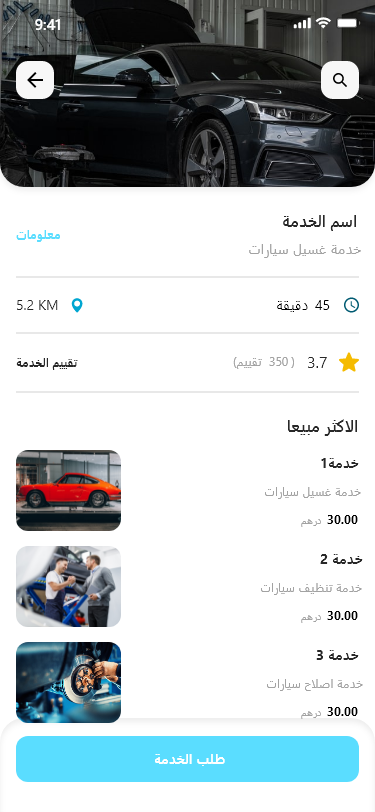 9:41
اسم الخدمة
معلومات
خدمة غسيل سيارات
45 دقيقة
5.2 KM
3.7 (350 تقييم)
تقييم الخدمة
الاكثر مبيعا
خدمة1
خدمة غسيل سيارات
30.00 درهم
خدمة 2
خدمة تنظيف سيارات
30.00 درهم
خدمة 3
خدمة اصلاح سيارات
30.00 درهم
طلب الخدمة